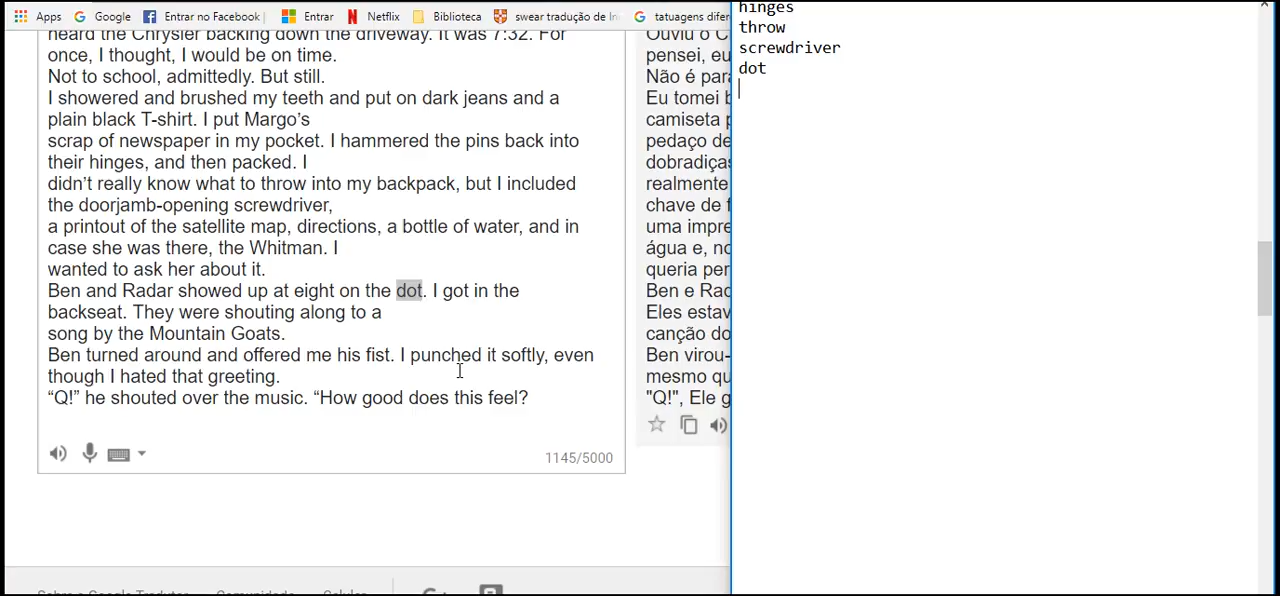 Apps Google Entrar no Facebook Entrar Netflix Biblioteca swear tradução de In tatuagens difer
heard the Chrysler backing down the driveway. It was 7:32. For
once, I thought, I would be on time.
Not to school, admittedly. But still.
I showered and brushed my teeth and put on dark jeans and a
plain black T-shirt. I put Margo’s
scrap of newspaper in my pocket. I hammered the pins back into
their hinges, and then packed. I
didn’t really know what to throw into my backpack, but I included
the doorjamb-opening screwdriver,
a printout of the satellite map, directions, a bottle of water, and in
case she was there, the Whitman. I
wanted to ask her about it.
Ben and Radar showed up at eight on the dot. I got in the
backseat. They were shouting along to a
song by the Mountain Goats.
Ben turned around and offered me his fist. I punched it softly, even
though I hated that greeting.
“Q!” he shouted over the music. “How good does this feel?
1145/5000
Ouviu o C
pensei, eu
Não é para
Eu tomei b
camiseta p
pedaço de
dobradiças
realmente
chave de f
uma impre
água e, no
queria per
Ben e Rad
Eles estav
canção do
Ben virou-
mesmo qu
"Q!", Ele g
hinges
throw
screwdriver
dot
Sobre o Google Tradutor Comunidade Celular G+